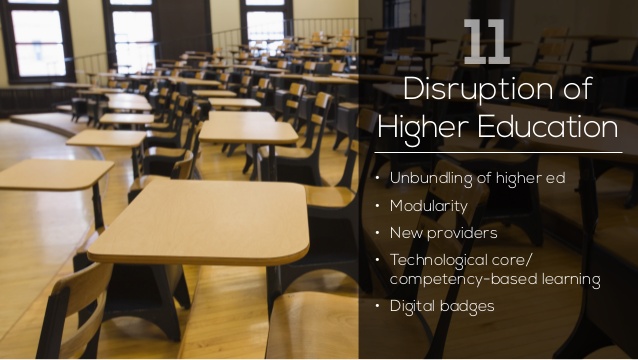 11
Disruption of
Higher Education
• Unbundling of higher ed
• Modularity
• New providers
• Technological core/
competency-based learning
• Digital badges